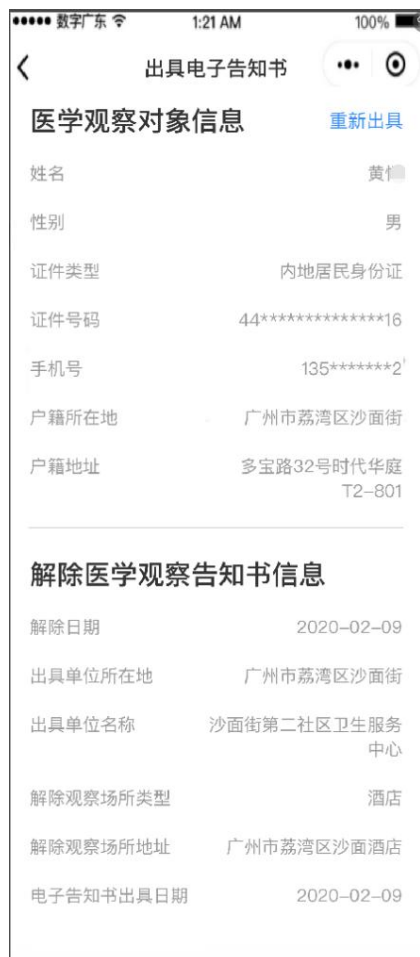 数字广东 1:21 AM 100%
出具电子告知书
医学观察对象信息 重新出具
姓名 黄
性别 男
证件类型 内地居民身份证
证件号码 44**************16
手机号 135*******2
户籍所在地 广州市荔湾区沙面街
户籍地址 多宝路32号时代华庭
T2-801
解除医学观察告知书信息
解除日期 2020-02-09
出具单位所在地 广州市荔湾区沙面街
出具单位名称 沙面街第二社区卫生服务
中心
解除观察场所类型 酒店
解除观察场所地址 广州市荔湾区沙面酒店
电子告知书出具日期 2020-02-09